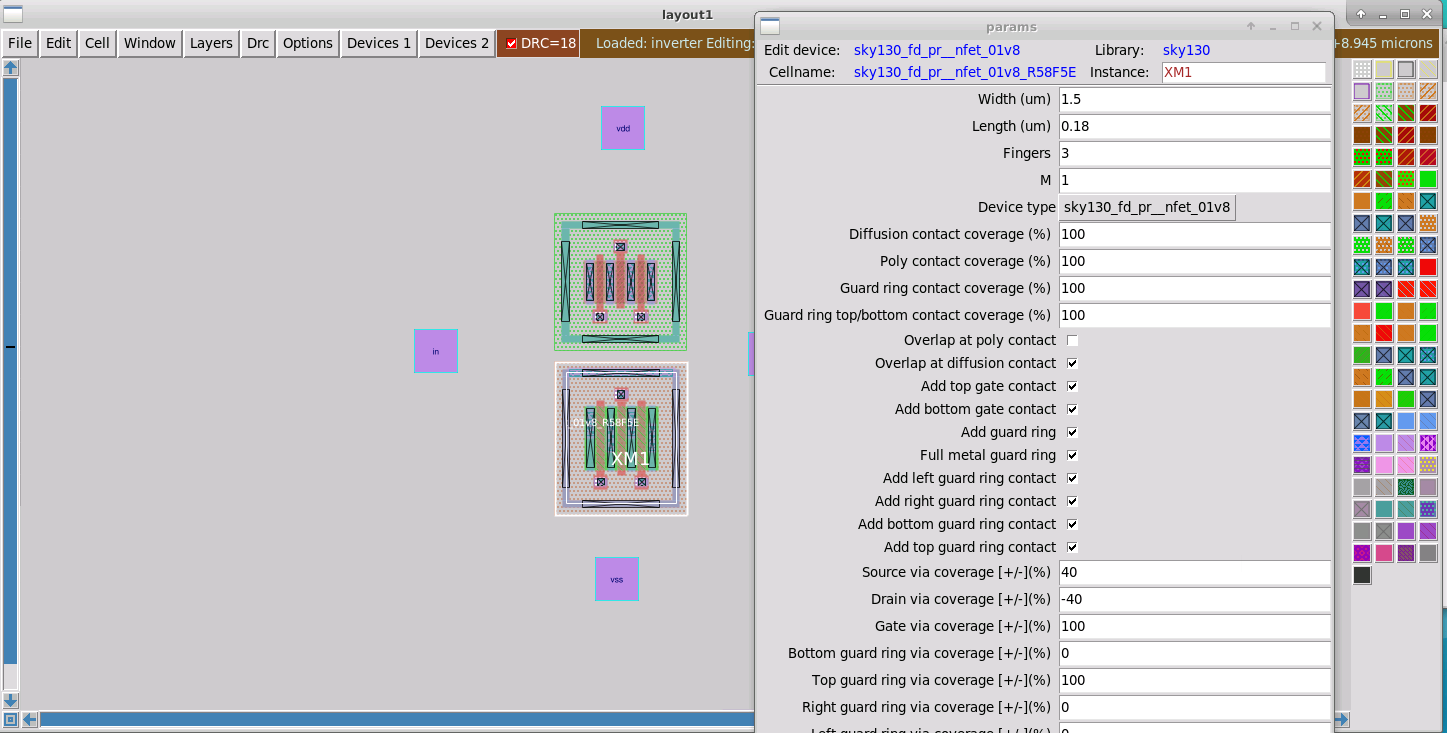 layout1
File Edit Cell Window Layers Drc Options Devices 1 Devices 2 DRC=18 Loaded: inverter Editing:
+8.945 microns
vdd
in
_01v8_R58F5E
XM1
vss
params
Edit device: sky130_fd_pr__nfet_01v8 Library: sky130
Cellname: sky130_fd_pr__nfet_01v8_R58F5E Instance: XM1
Width (um) 1.5
Length (um) 0.18
Fingers 3
M 1
Device type sky130_fd_pr__nfet_01v8
Diffusion contact coverage (%) 100
Poly contact coverage (%) 100
Guard ring contact coverage (%) 100
Guard ring top/bottom contact coverage (%) 100
Overlap at poly contact
Overlap at diffusion contact
Add top gate contact
Add bottom gate contact
Add guard ring
Full metal guard ring
Add left guard ring contact
Add right guard ring contact
Add bottom guard ring contact
Add top guard ring contact
Source via coverage [+/-](%) 40
Drain via coverage [+/-](%) -40
Gate via coverage [+/-](%) 100
Bottom guard ring via coverage [+/-](%) 0
Top guard ring via coverage [+/-](%) 100
Right guard ring via coverage [+/-](%) 0
Left guard ring via coverage [+/-](%) 0